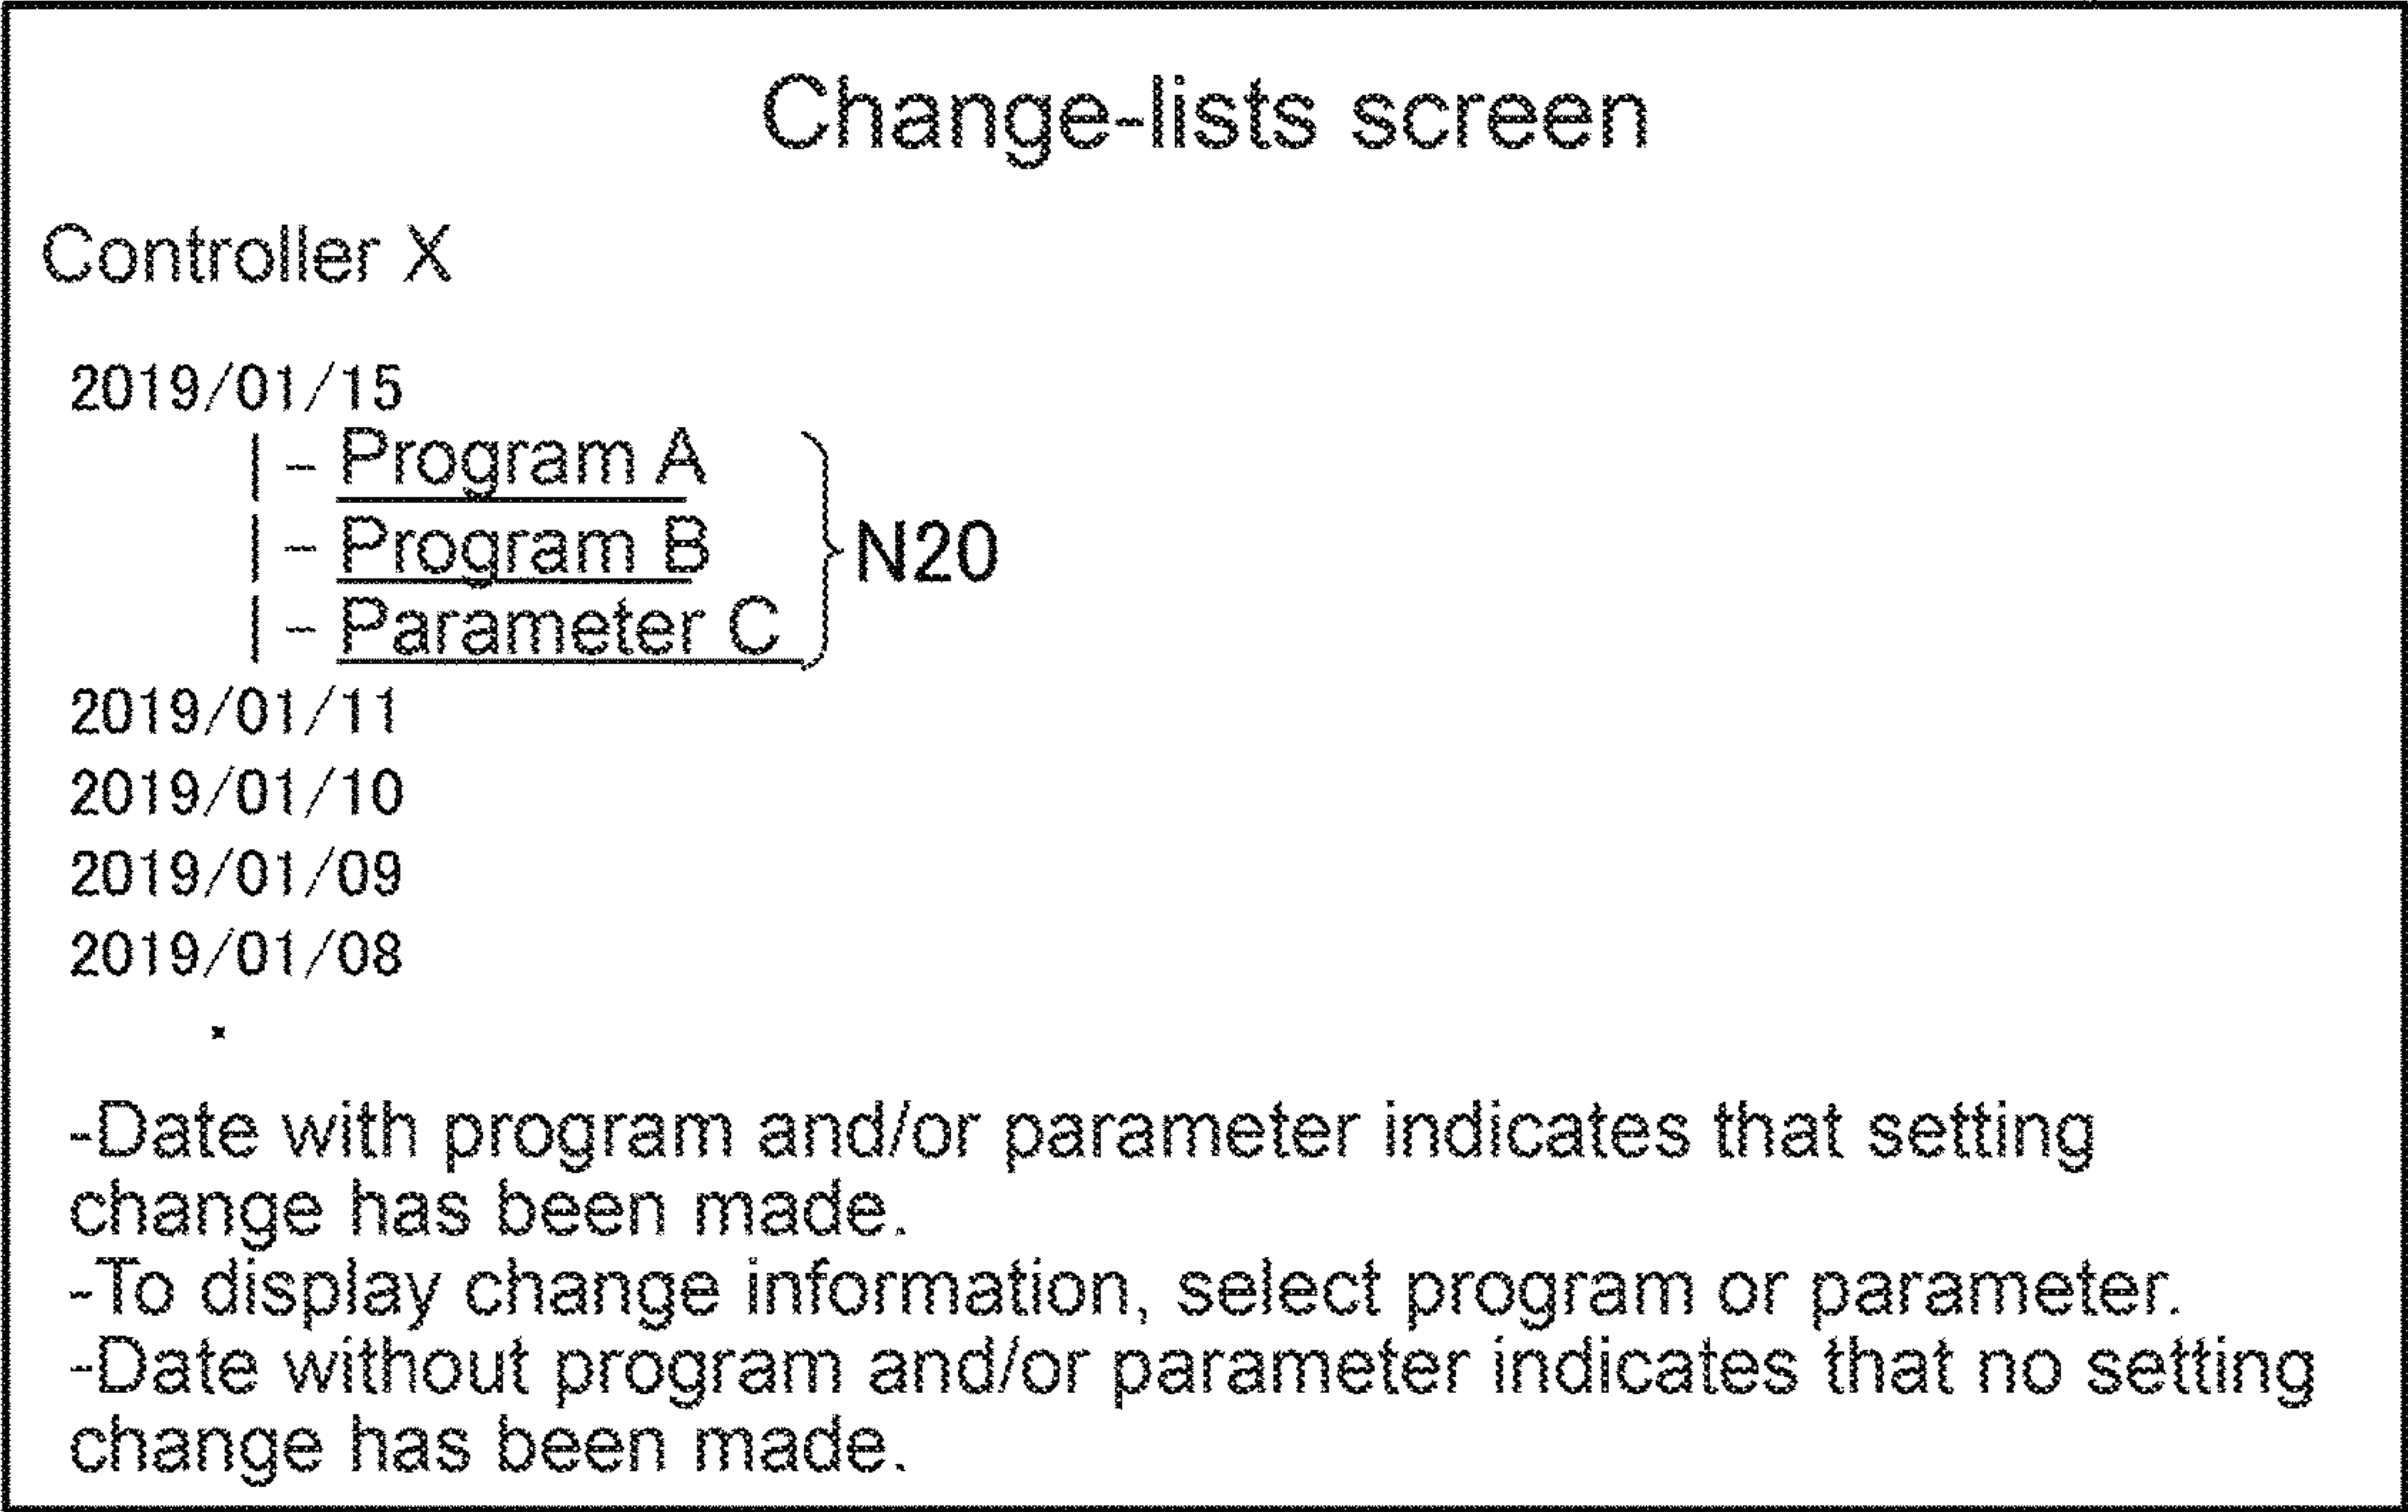 Change-lists screen
Controller X
2019/01/15
| - Program A
| - Program B
N20
| - Parameter C
2019/01/11
2019/01/10
2019/01/09
2019/01/08
.
-Date with program and/or parameter indicates that setting
change has been made.
-To display change information, select program or parameter.
-Date without program and/or parameter indicates that no setting
change has been made.